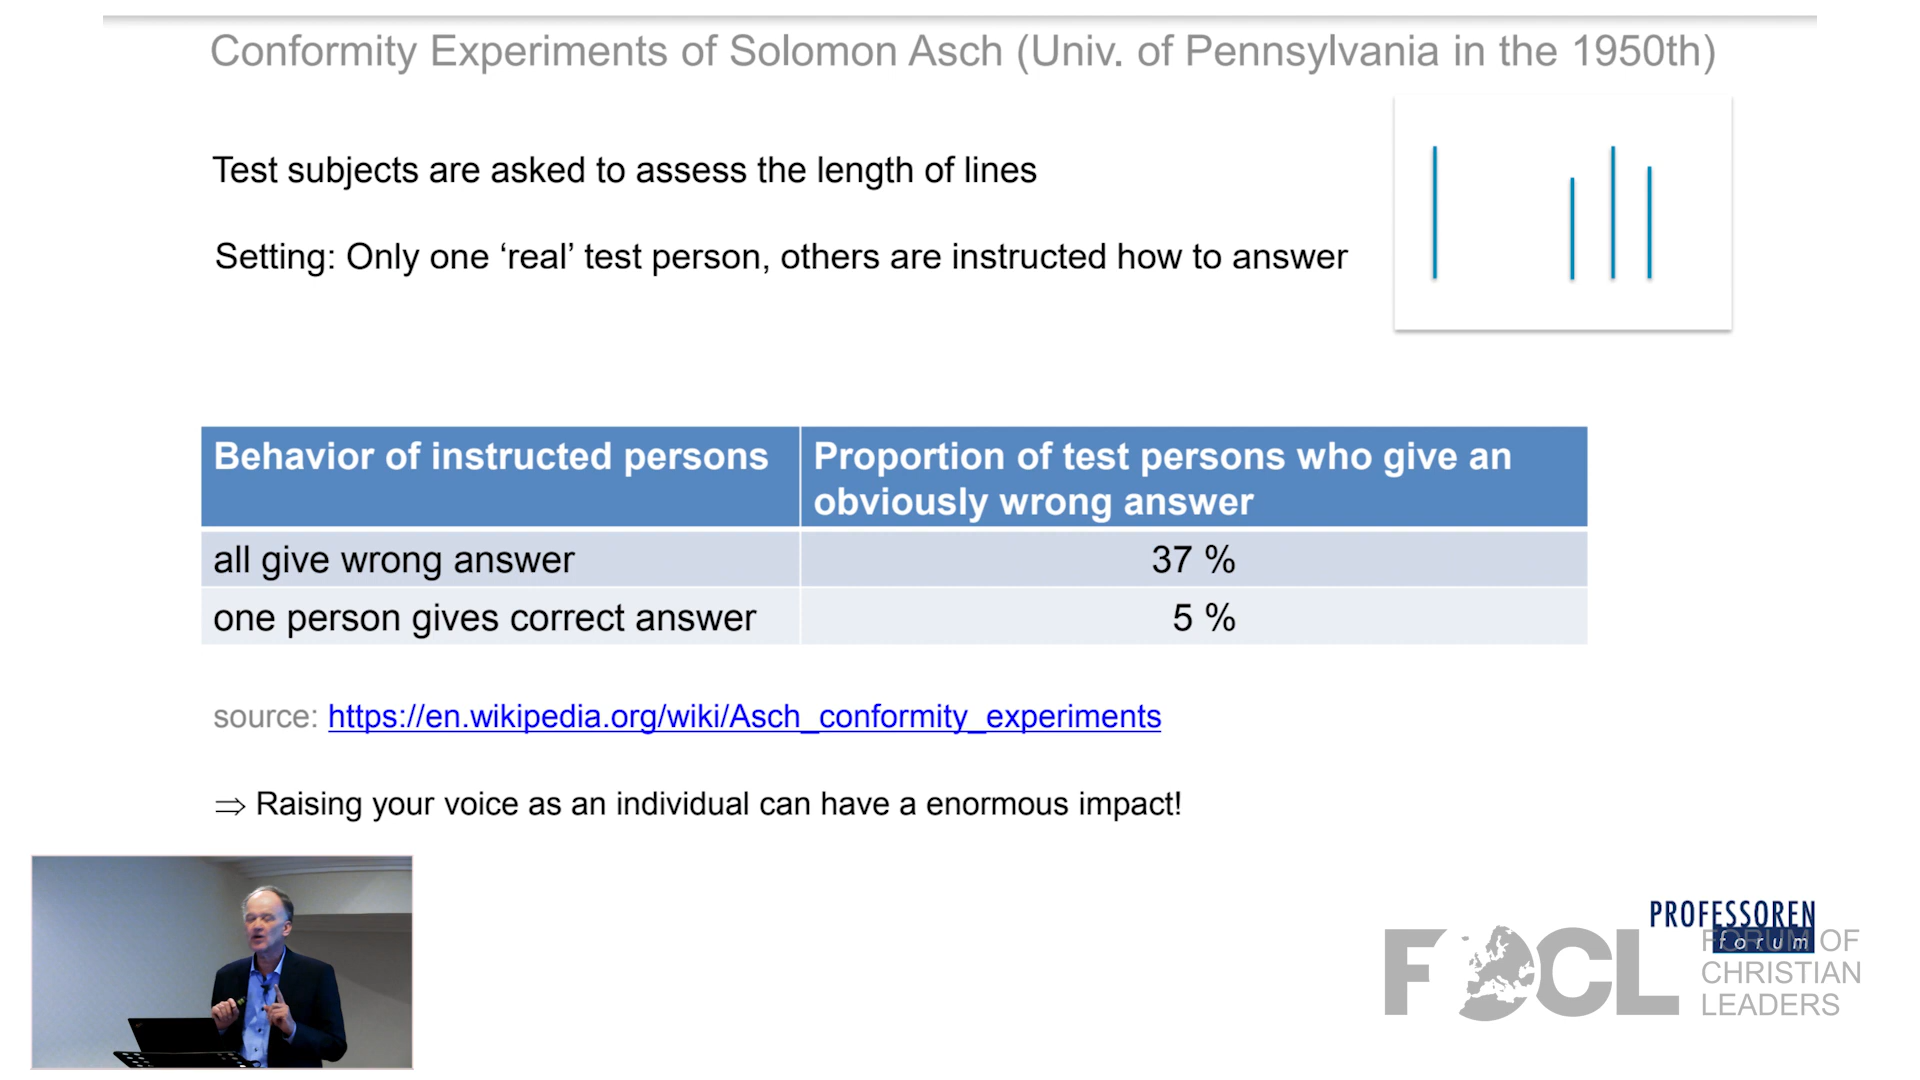 Conformity Experiments of Solomon Asch (Univ. of Pennsylvania in the 1950th)
Test subjects are asked to assess the length of lines
Setting: Only one ‘real’ test person, others are instructed how to answer
Behavior of instructed persons
Proportion of test persons who give an
obviously wrong answer
all give wrong answer
37 %
one person gives correct answer
5 %
source: https://en.wikipedia.org/wiki/Asch_conformity_experiments
⇒ Raising your voice as an individual can have a enormous impact!
PROFESSOREN
forum
FOCL
FORUM OF
CHRISTIAN
LEADERS